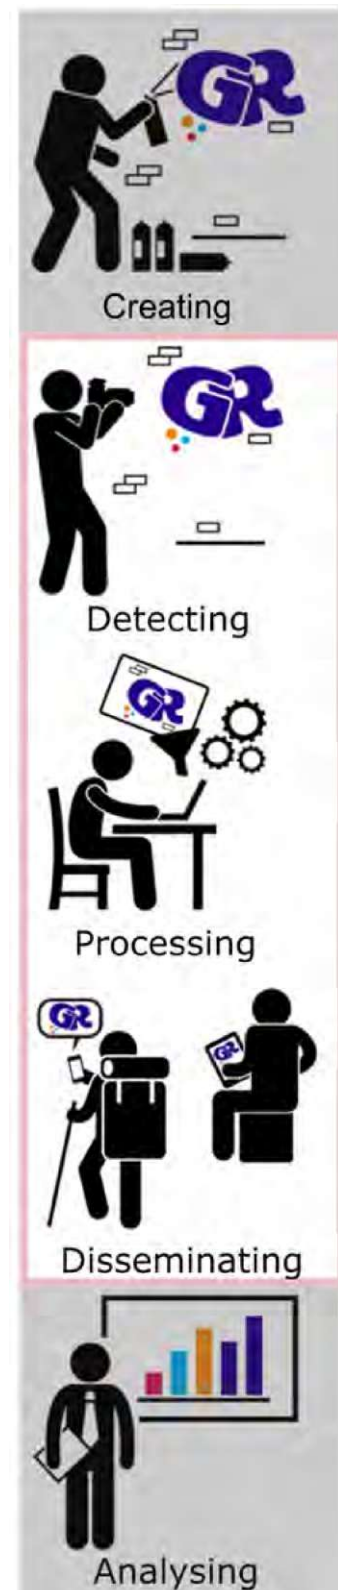 GR
Creating
GR
Detecting
GR
Processing
GR
GR
Disseminating
Analysing